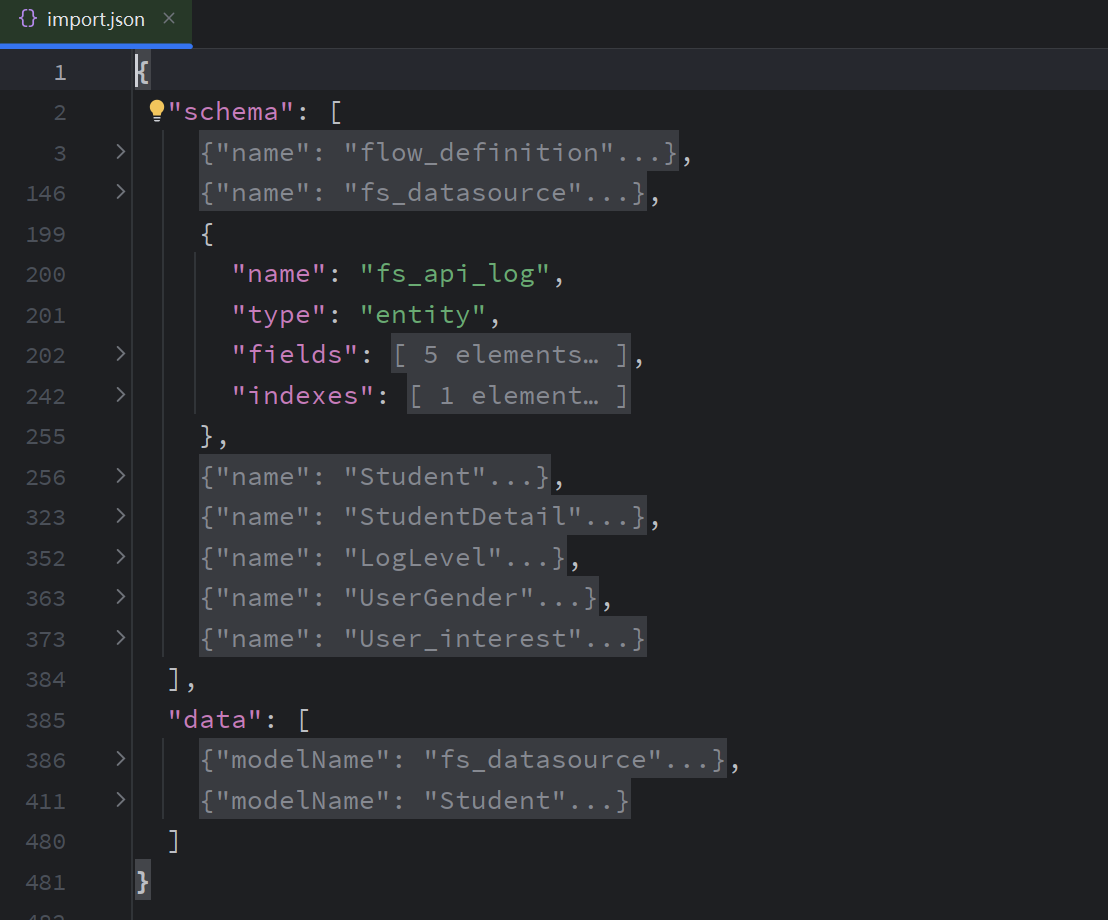 {} import.json ×
1 {
2 "schema": [
3 > {"name": "flow_definition"...},
146 > {"name": "fs_datasource"...},
199 {
200 "name": "fs_api_log",
201 "type": "entity",
202 > "fields": [ 5 elements… ],
242 > "indexes": [ 1 element… ]
255 },
256 > {"name": "Student"...},
323 > {"name": "StudentDetail"...},
352 > {"name": "LogLevel"...},
363 > {"name": "UserGender"...},
373 > {"name": "User_interest"...}
384 ],
385 "data": [
386 > {"modelName": "fs_datasource"...},
411 > {"modelName": "Student"...}
480 ]
481 }